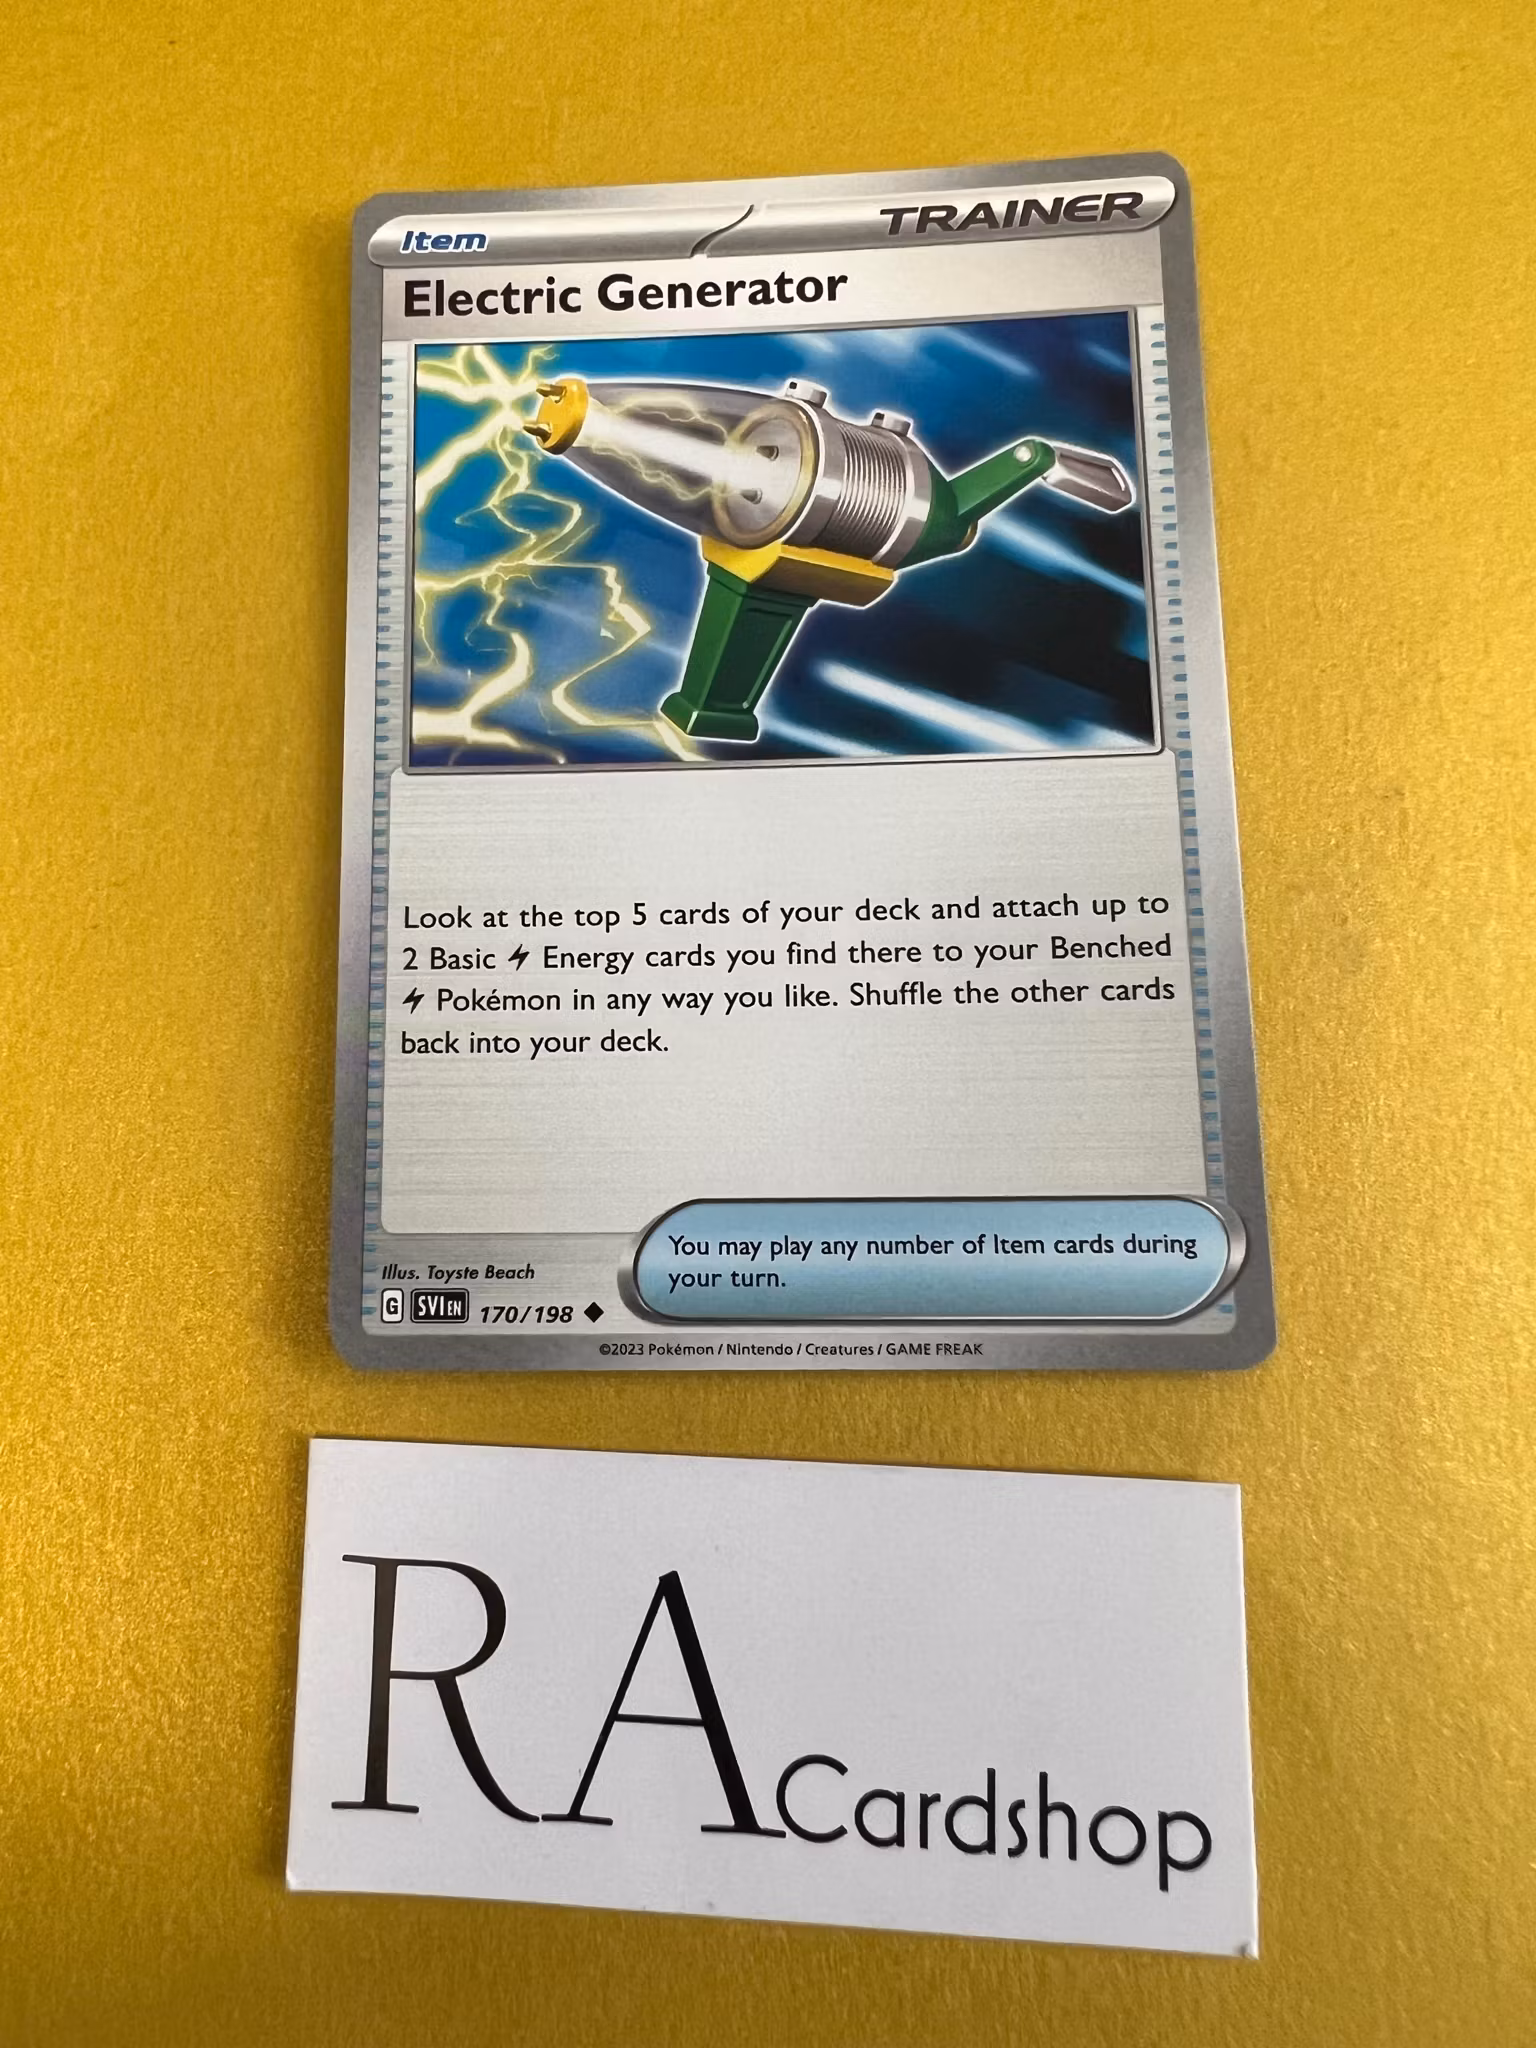 Item
TRAINER
Electric Generator
Look at the top 5 cards of your deck and attach up to
2 Basic Energy cards you find there to your Benched
Pokémon in any way you like. Shuffle the other cards
back into your deck.
You may play any number of Item cards during
your turn.
Illus. Toyste Beach
G SVI EN 170/198
©2023 Pokémon / Nintendo / Creatures / GAME FREAK
RA Cardshop